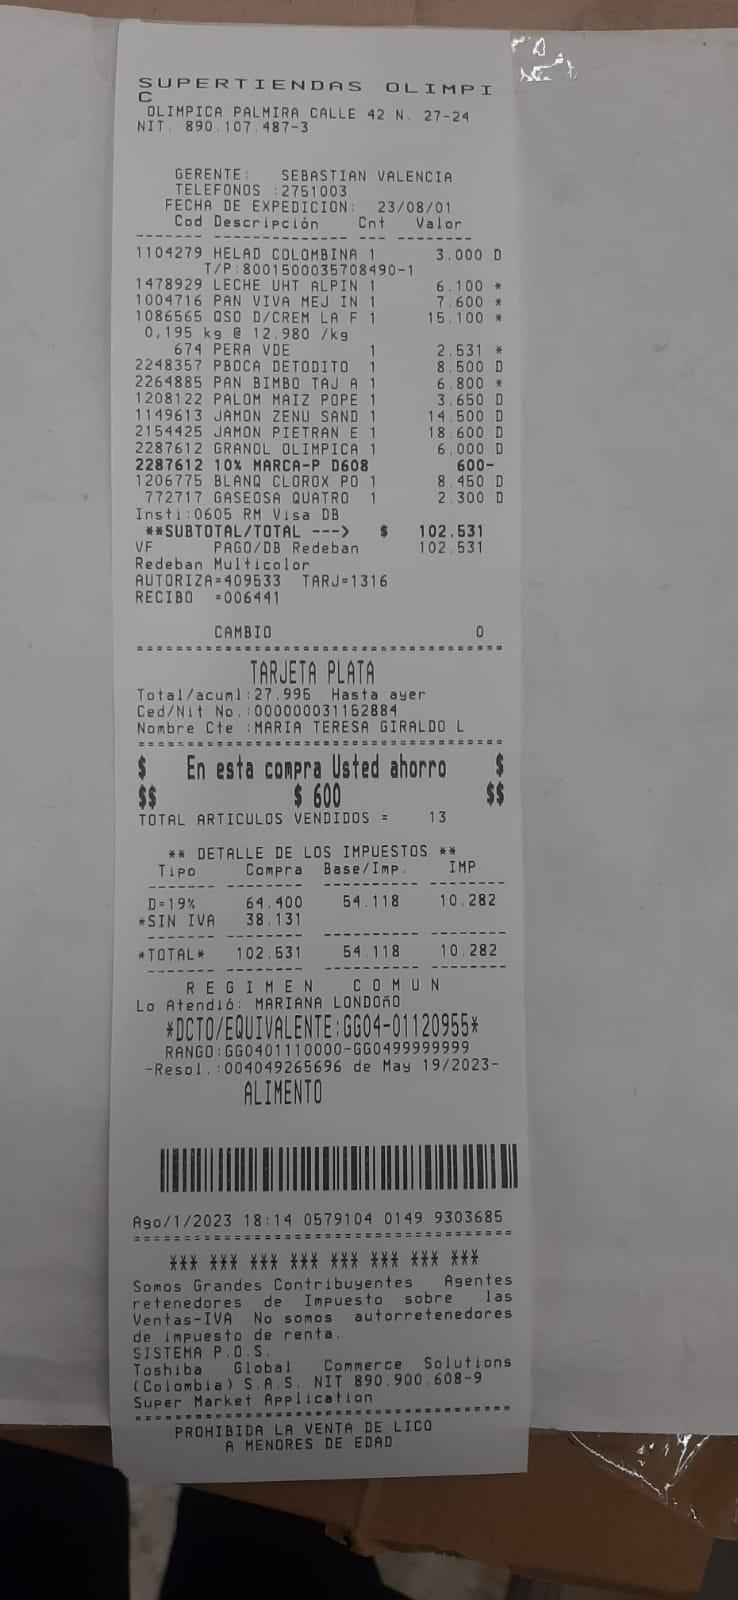 SUPERTIENDAS OLIMPI
C
OLIMPICA PALMIRA CALLE 42 N. 27-24
NIT. 890.107.487-3
GERENTE: SEBASTIAN VALENCIA
TELEFONOS :2751003
FECHA DE EXPEDICION: 23/08/01
Cod Descripción Cnt Valor
------- -------------- --- --------
1104279 HELAD COLOMBINA 1 3.000 D
T/P:8001500035708490-1
1478929 LECHE UHT ALPIN 1 6.100 *
1004716 PAN VIVA MEJ IN 1 7.600 *
1086565 QSO D/CREM LA F 1 15.100 *
0,195 kg @ 12.980 /kg
674 PERA VDE 1 2.531 *
2248357 PBOCA DETODITO 1 8.500 D
2264885 PAN BIMBO TAJ A 1 6.800 *
1208122 PALOM MAIZ POPE 1 3.650 D
1149613 JAMON ZENU SAND 1 14.500 D
2154425 JAMON PIETRAN E 1 18.600 D
2287612 GRANOL OLIMPICA 1 6.000 D
2287612 10% MARCA-P D608 600-
1206775 BLANQ CLOROX PO 1 8.450 D
772717 GASEOSA QUATRO 1 2.300 D
Insti:0605 RM Visa DB
**SUBTOTAL/TOTAL ---> $ 102.531
VF PAGO/DB Redeban 102.531
Redeban Multicolor
AUTORIZA=409533 TARJ=1316
RECIBO =006441
CAMBIO 0
======================================
TARJETA PLATA
Total/acuml:27.995 Hasta ayer
Ced/Nit No.:000000031152884
Nombre Cte :MARIA TERESA GIRALDO L
======================================
$ En esta compra Usted ahorro $
$$ $ 600 $$
TOTAL ARTICULOS VENDIDOS = 13
** DETALLE DE LOS IMPUESTOS **
Tipo Compra Base/Imp. IMP
------- -------- --------- --------
D=19% 64.400 54.118 10.282
*SIN IVA 38.131
------- -------- --------- --------
*TOTAL* 102.531 54.118 10.282
------- -------- --------- --------
R E G I M E N C O M U N
Lo Atendió: MARIANA LONDOñO
*DCTO/EQUIVALENTE:GG04-01120955*
RANGO:GG0401110000-GG0499999999
-Resol.:004049265696 de May 19/2023-
ALIMENTO
Ago/1/2023 18:14 0579104 0149 9303685
======================================
*** *** *** *** *** *** *** ***
Somos Grandes Contribuyentes Agentes
retenedores de Impuesto sobre las
Ventas-IVA No somos autorretenedores
de impuesto de renta.
SISTEMA P.O.S.
Toshiba Global Commerce Solutions
(Colombia) S.A.S. NIT 890.900.608-9
Super Market Application
======================================
PROHIBIDA LA VENTA DE LICO
A MENORES DE EDAD